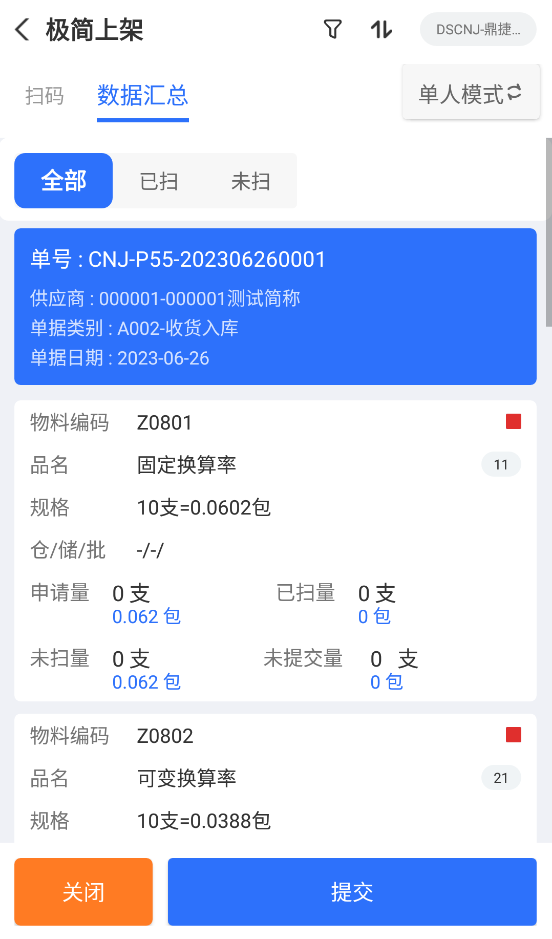 极简上架 DSCNJ-鼎捷...
扫码 数据汇总 单人模式
全部 已扫 未扫
单号 : CNJ-P55-202306260001
供应商 : 000001-000001测试简称
单据类别 : A002-收货入库
单据日期 : 2023-06-26
物料编码 Z0801
品名 固定换算率 11
规格 10支=0.0602包
仓/储/批 -/-/
申请量 0 支 已扫量 0 支
0.062 包 0 包
未扫量 0 支 未提交量 0 支
0.062 包 0 包
物料编码 Z0802
品名 可变换算率 21
规格 10支=0.0388包
关闭 提交